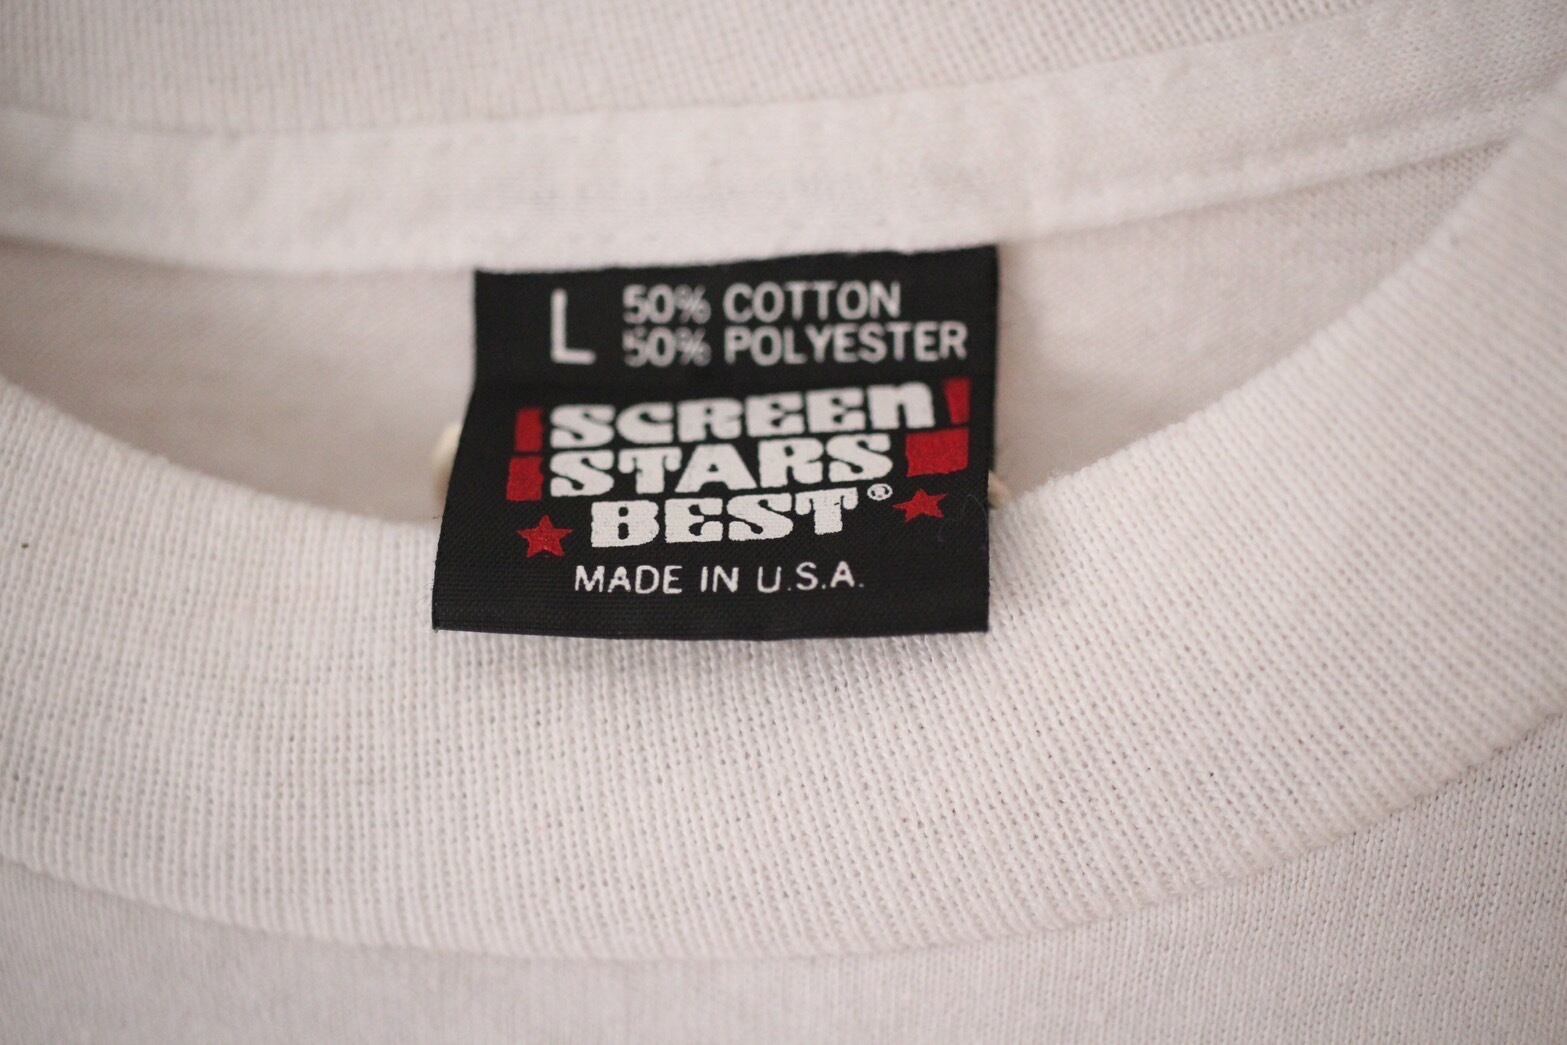 L 50% COTTON
50% POLYESTER
SCREEN
STARS
BEST®
MADE IN U.S.A.